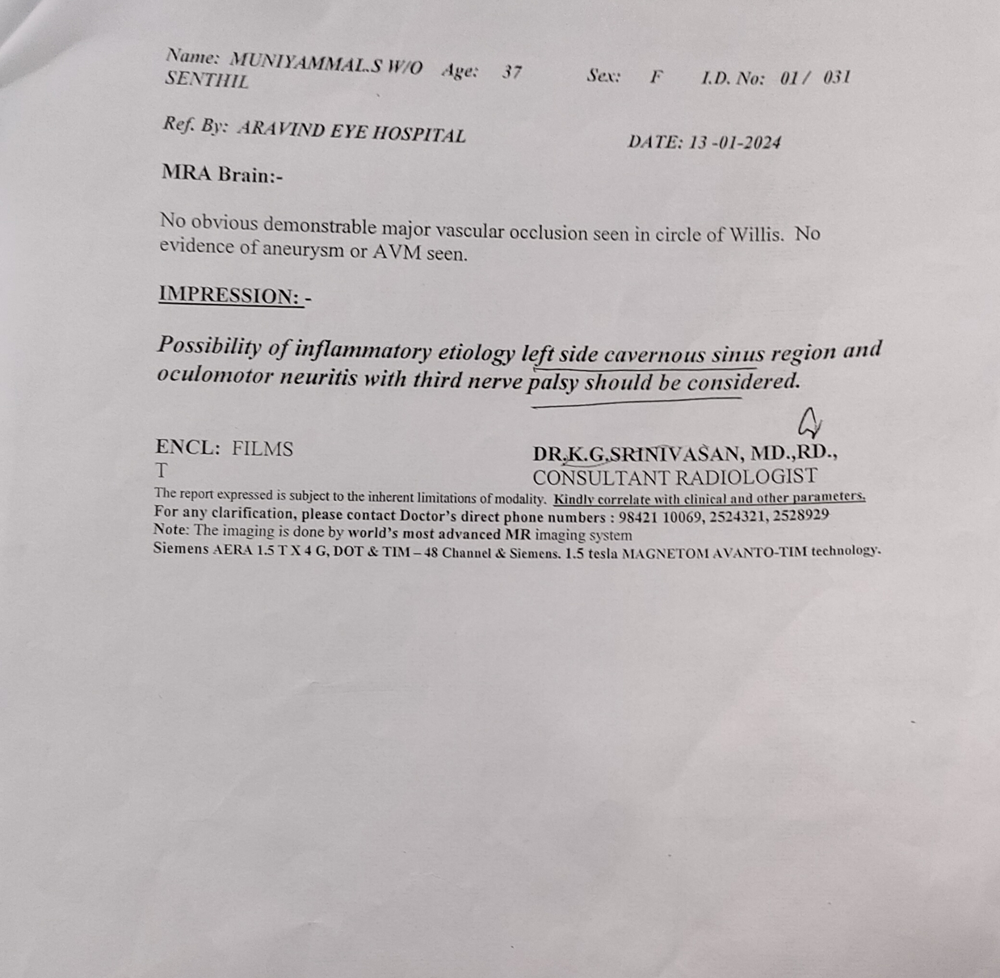 Name: MUNIYAMMAL.S W/O Age: 37 Sex: F I.D. No: 01 / 031
SENTHIL
Ref. By: ARAVIND EYE HOSPITAL DATE: 13 -01-2024
MRA Brain:-
No obvious demonstrable major vascular occlusion seen in circle of Willis. No
evidence of aneurysm or AVM seen.
IMPRESSION: -
Possibility of inflammatory etiology left side cavernous sinus region and
oculomotor neuritis with third nerve palsy should be considered.
ENCL: FILMS DR.K.G.SRINIVASAN, MD.,RD.,
T CONSULTANT RADIOLOGIST
The report expressed is subject to the inherent limitations of modality. Kindly correlate with clinical and other parameters.
For any clarification, please contact Doctor's direct phone numbers : 98421 10069, 2524321, 2528929
Note: The imaging is done by world's most advanced MR imaging system
Siemens AERA 1.5 T X 4 G, DOT & TIM – 48 Channel & Siemens. 1.5 tesla MAGNETOM AVANTO-TIM technology.